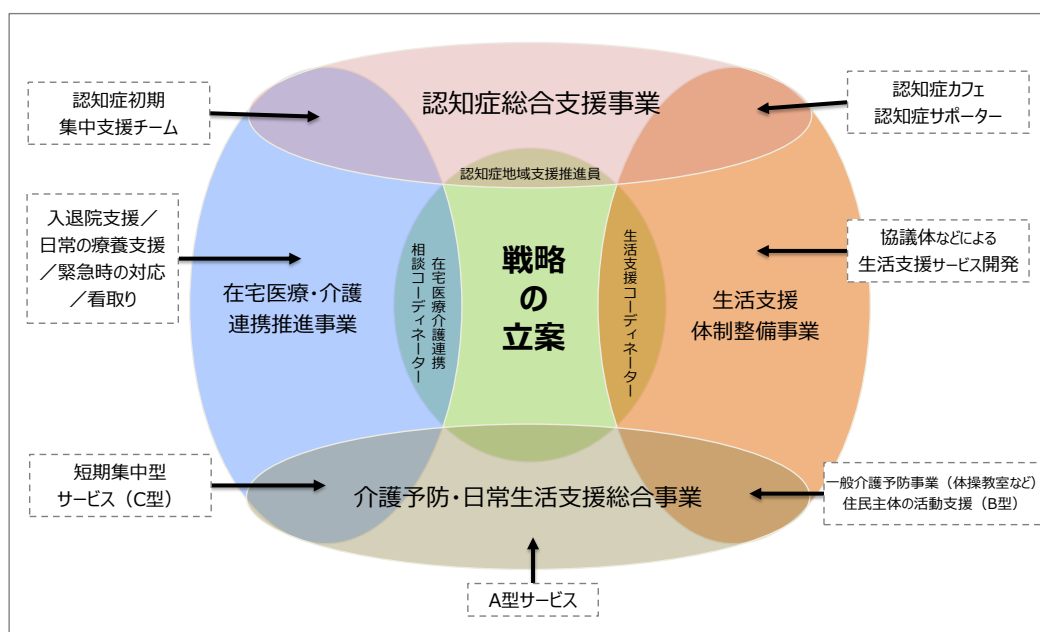 認知症初期
集中支援チーム
認知症総合支援事業
認知症カフェ
認知症サポーター
認知症地域支援推進員
入退院支援／
日常の療養支援
／緊急時の対応
／看取り
在宅医療・介護
連携推進事業
在宅医療介護連携
相談コーディネーター
戦略
の
立案
生活支援コーディネーター
生活支援
体制整備事業
協議体などによる
生活支援サービス開発
短期集中型
サービス（C型）
介護予防・日常生活支援総合事業
一般介護予防事業（体操教室など）
住民主体の活動支援（B型）
A型サービス